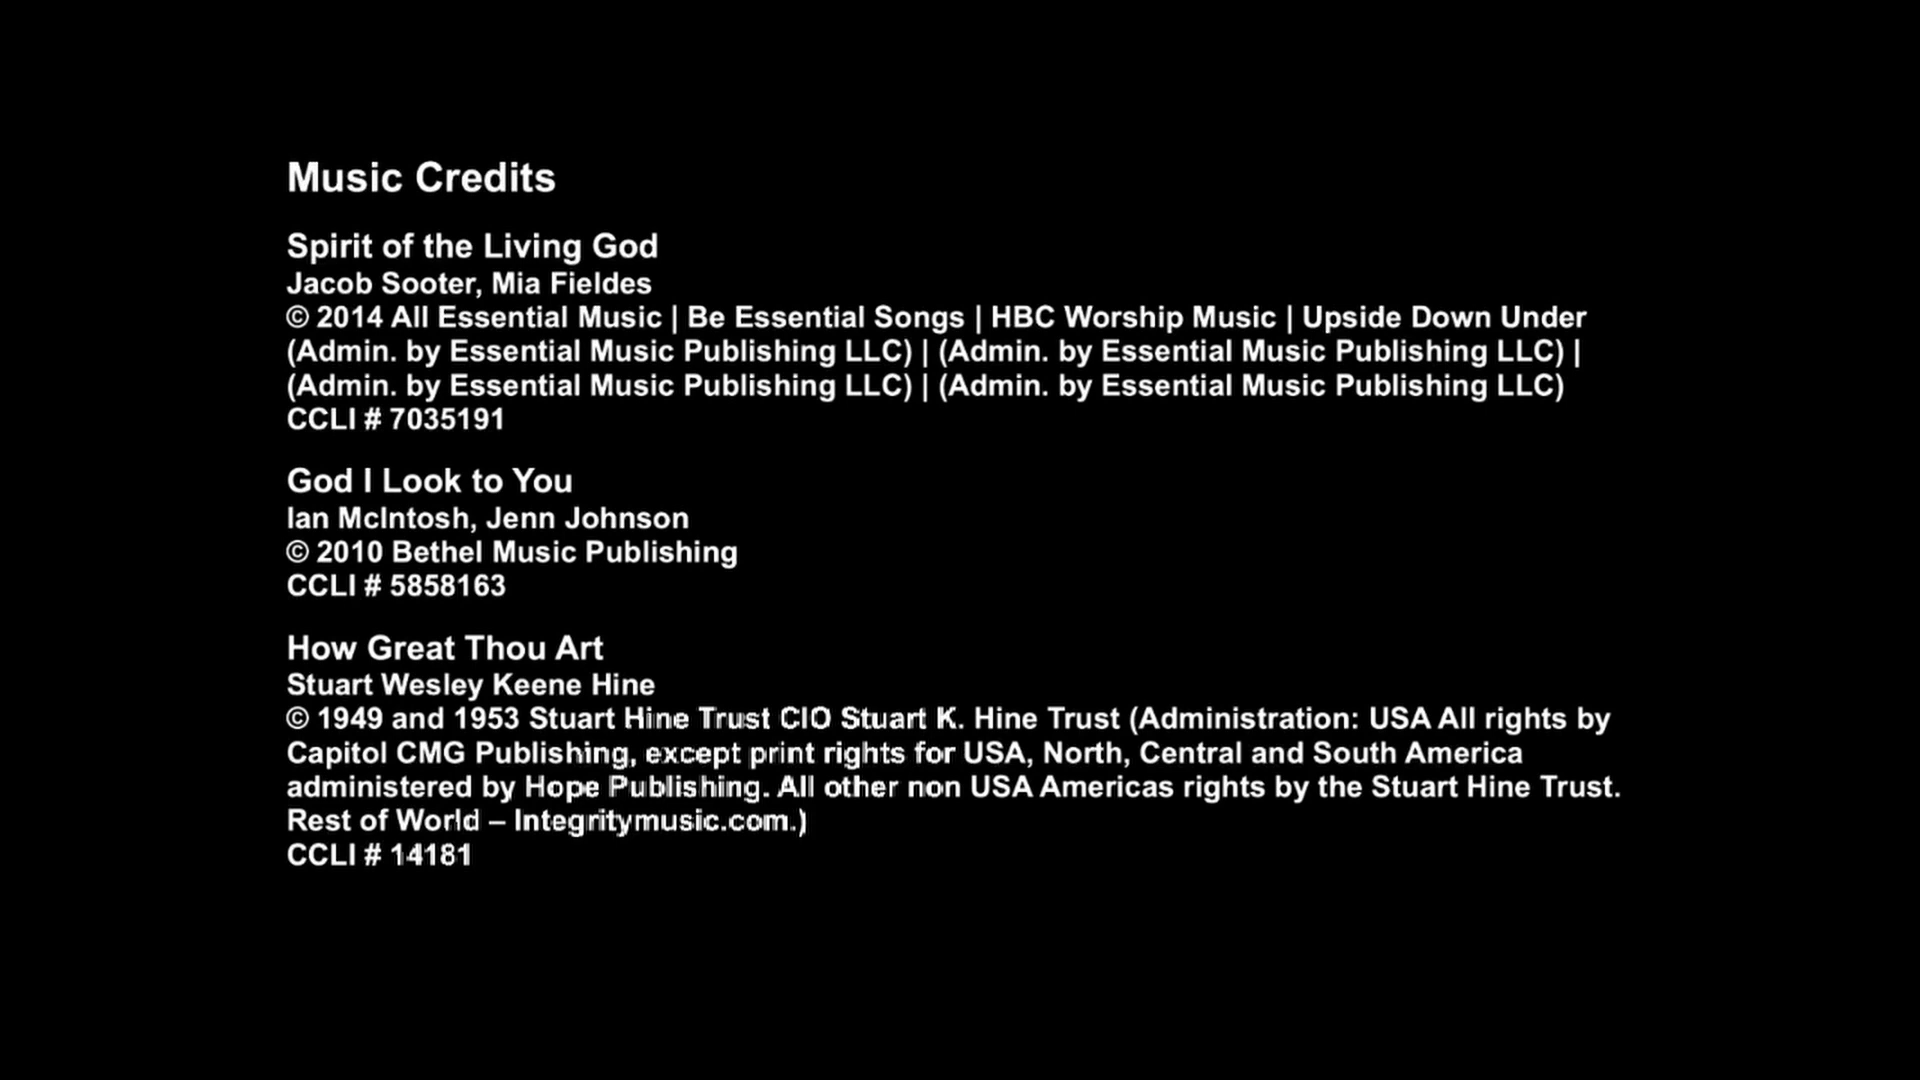 Music Credits
Spirit of the Living God
Jacob Sooter, Mia Fieldes
© 2014 All Essential Music | Be Essential Songs | HBC Worship Music | Upside Down Under
(Admin. by Essential Music Publishing LLC) | (Admin. by Essential Music Publishing LLC) |
(Admin. by Essential Music Publishing LLC) | (Admin. by Essential Music Publishing LLC)
CCLI # 7035191
God I Look to You
Ian McIntosh, Jenn Johnson
© 2010 Bethel Music Publishing
CCLI # 5858163
How Great Thou Art
Stuart Wesley Keene Hine
© 1949 and 1953 Stuart Hine Trust CIO Stuart K. Hine Trust (Administration: USA All rights by
Capitol CMG Publishing, except print rights for USA, North, Central and South America
administered by Hope Publishing. All other non USA Americas rights by the Stuart Hine Trust.
Rest of World – Integritymusic.com.)
CCLI # 14181